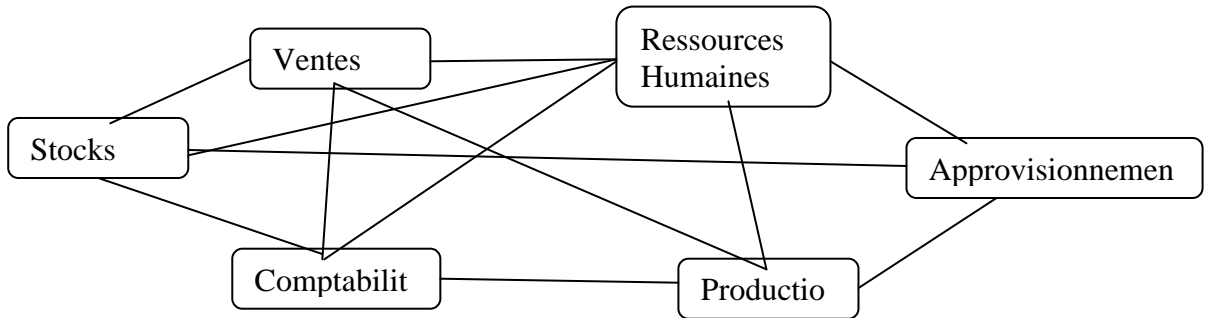 Ventes
Ressources
Humaines
Stocks
Approvisionnemen
Comptabilit
Productio